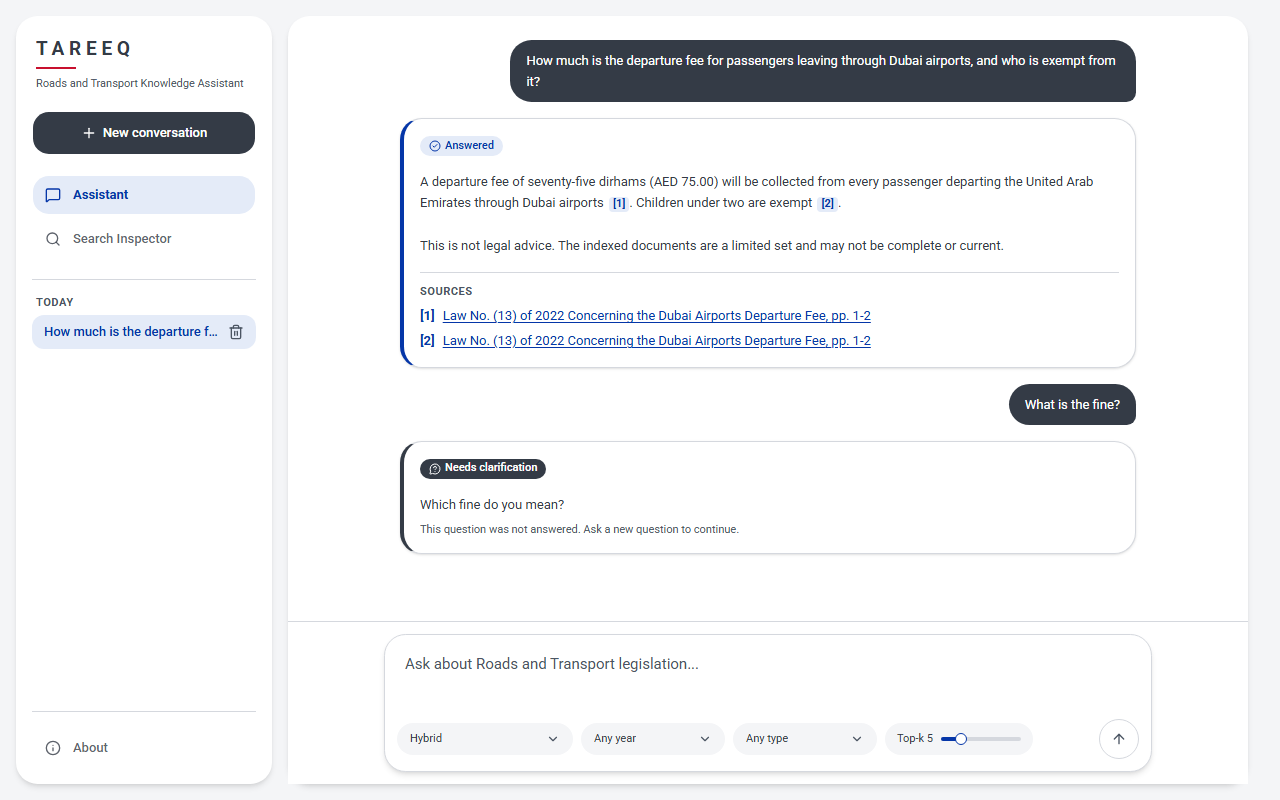 TAREEQ
Roads and Transport Knowledge Assistant
New conversation
Assistant
Search Inspector
TODAY
How much is the departure f...
About
How much is the departure fee for passengers leaving through Dubai airports, and who is exempt from
it?
Answered
A departure fee of seventy-five dirhams (AED 75.00) will be collected from every passenger departing the United Arab
Emirates through Dubai airports [1]. Children under two are exempt [2].
This is not legal advice. The indexed documents are a limited set and may not be complete or current.
SOURCES
[1] Law No. (13) of 2022 Concerning the Dubai Airports Departure Fee, pp. 1-2
[2] Law No. (13) of 2022 Concerning the Dubai Airports Departure Fee, pp. 1-2
What is the fine?
Needs clarification
Which fine do you mean?
This question was not answered. Ask a new question to continue.
Ask about Roads and Transport legislation...
Hybrid
Any year
Any type
Top-k 5